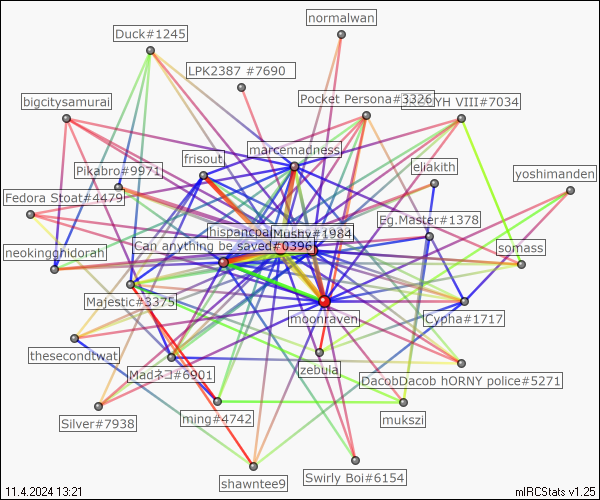 normalwan
Duck#1245
LPK2387 #7690
bigcitysamurai
Pocket Persona#3326
YH VIII#7034
marcemadness
frisout
Pikabro#9971
eliakith
yoshimanden
Fedora Stoat#4479
Eg.Master#1378
hispancoa
Mushy#1984
Can anything be saved#0396
neokingghidorah
somass
Majestic#3375
moonraven
Cypha#1717
thesecondtwat
Madネコ#6901
zebula
DacobDacob hORNY police#5271
Silver#7938
ming#4742
mukszi
shawntee9
Swirly Boi#6154
11.4.2024 13:21
mIRCStats v1.25